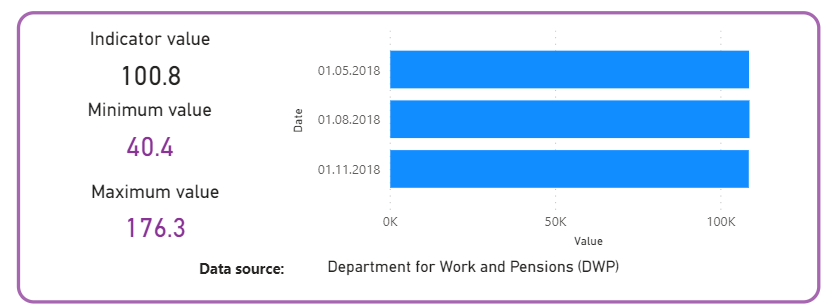 Indicator value
100.8
Minimum value
40.4
Maximum value
176.3
Date
01.05.2018
01.08.2018
01.11.2018
0K 50K 100K
Value
Data source: Department for Work and Pensions (DWP)